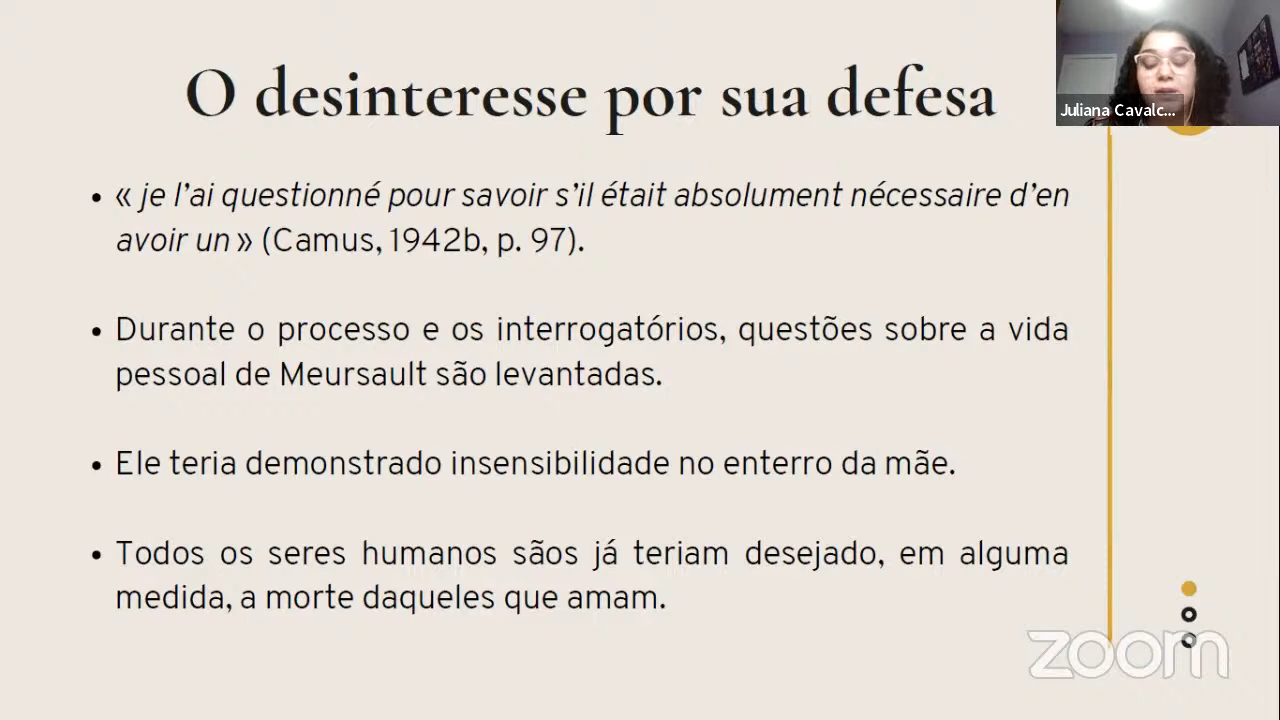 O desinteresse por sua defesa
Juliana Cavalc...
• « je l’ai questionné pour savoir s’il était absolument nécessaire d’en
avoir un » (Camus, 1942b, p. 97).
• Durante o processo e os interrogatórios, questões sobre a vida
pessoal de Meursault são levantadas.
• Ele teria demonstrado insensibilidade no enterro da mãe.
• Todos os seres humanos sãos já teriam desejado, em alguma
medida, a morte daqueles que amam.
zoom